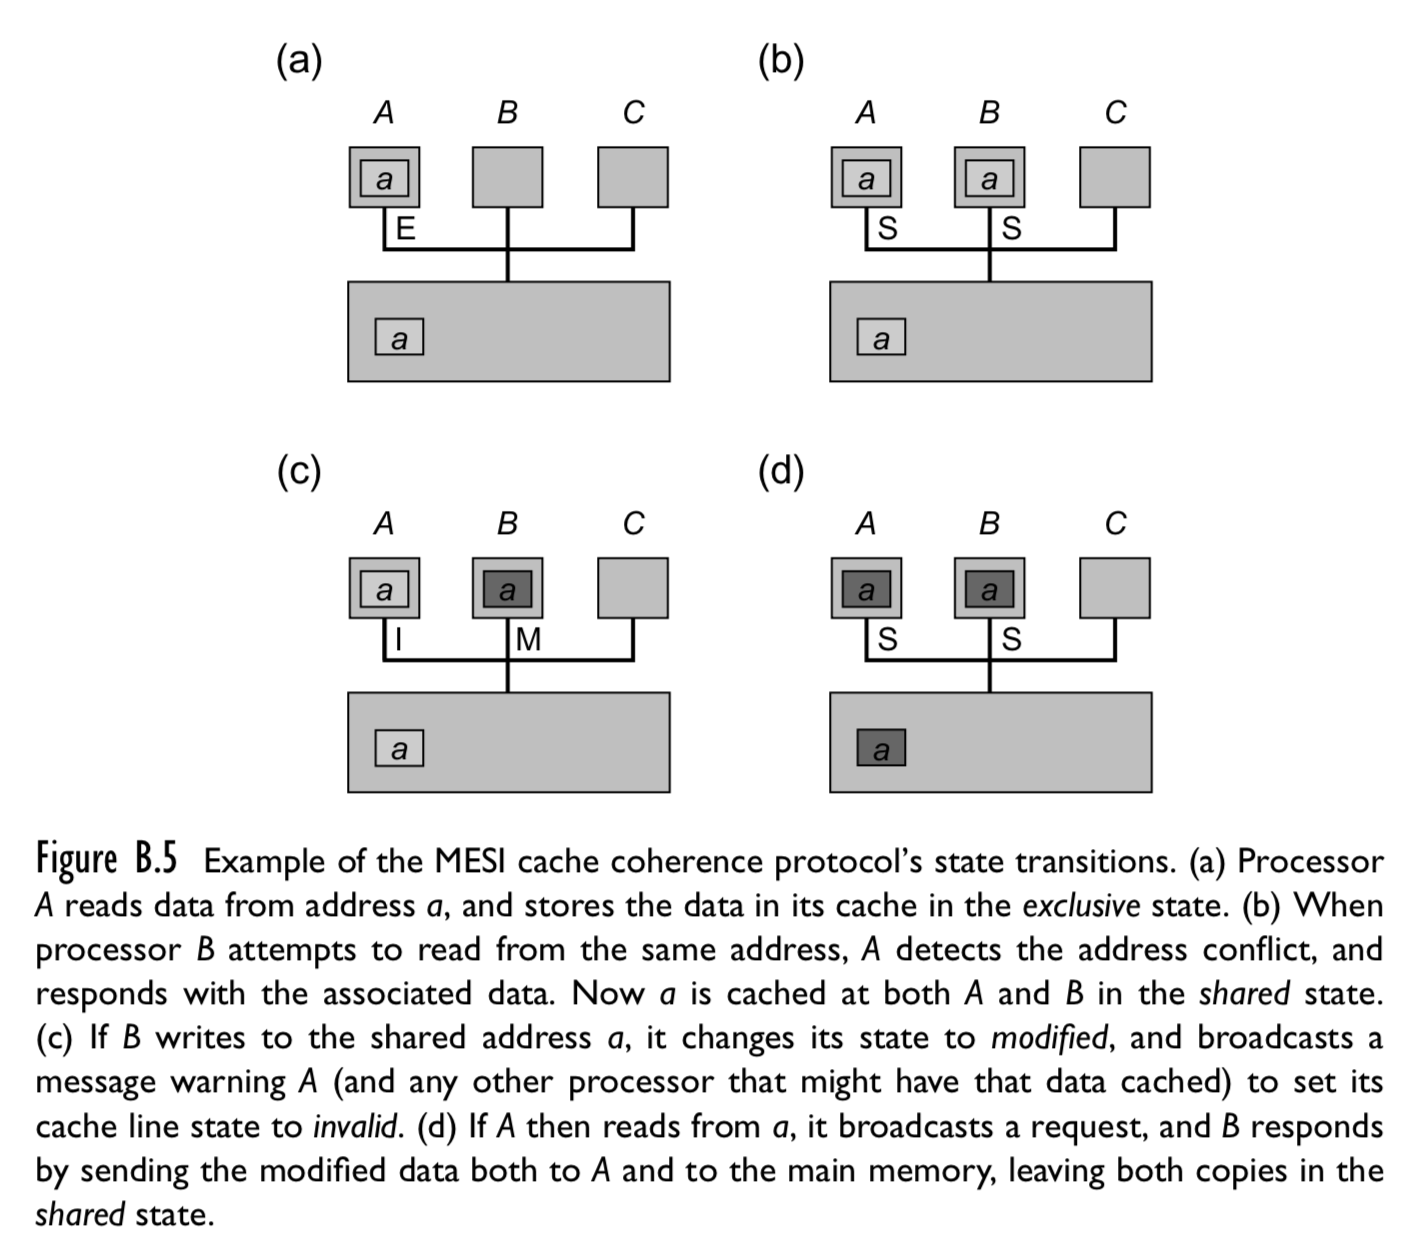 (a)
(b)
A B C
A B C
a
a a
E
S S
a
a
(c)
(d)
A B C
A B C
a a
a a
I M
S S
a
a
Figure B.5 Example of the MESI cache coherence protocol’s state transitions. (a) Processor
A reads data from address a, and stores the data in its cache in the exclusive state. (b) When
processor B attempts to read from the same address, A detects the address conflict, and
responds with the associated data. Now a is cached at both A and B in the shared state.
(c) If B writes to the shared address a, it changes its state to modified, and broadcasts a
message warning A (and any other processor that might have that data cached) to set its
cache line state to invalid. (d) If A then reads from a, it broadcasts a request, and B responds
by sending the modified data both to A and to the main memory, leaving both copies in the
shared state.